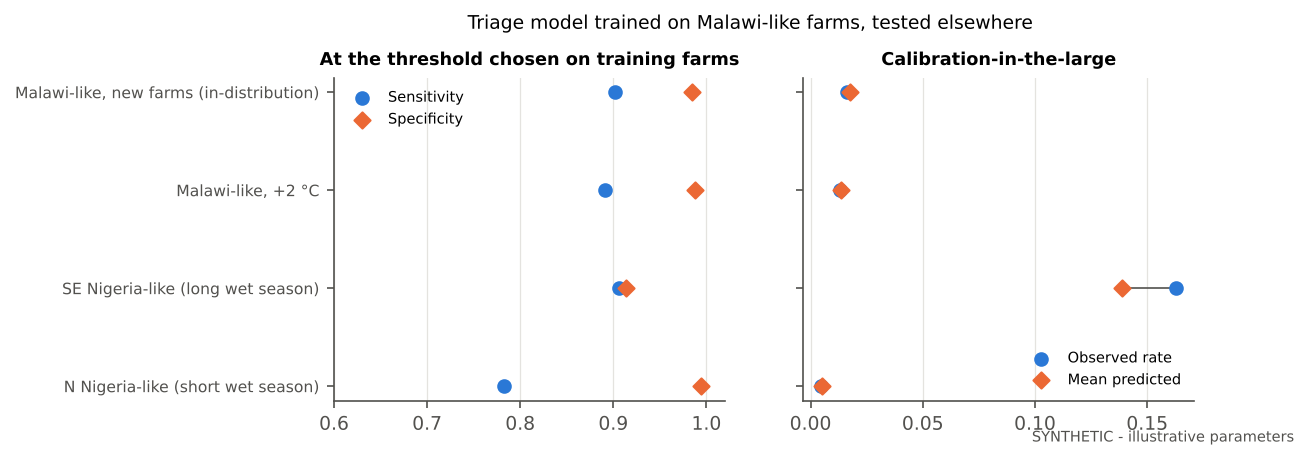 Triage model trained on Malawi-like farms, tested elsewhere
At the threshold chosen on training farms
Calibration-in-the-large
Malawi-like, new farms (in-distribution)
Malawi-like, +2 °C
SE Nigeria-like (long wet season)
N Nigeria-like (short wet season)
Sensitivity
Specificity
0.6 0.7 0.8 0.9 1.0
Observed rate
Mean predicted
0.00 0.05 0.10 0.15
SYNTHETIC - illustrative parameters